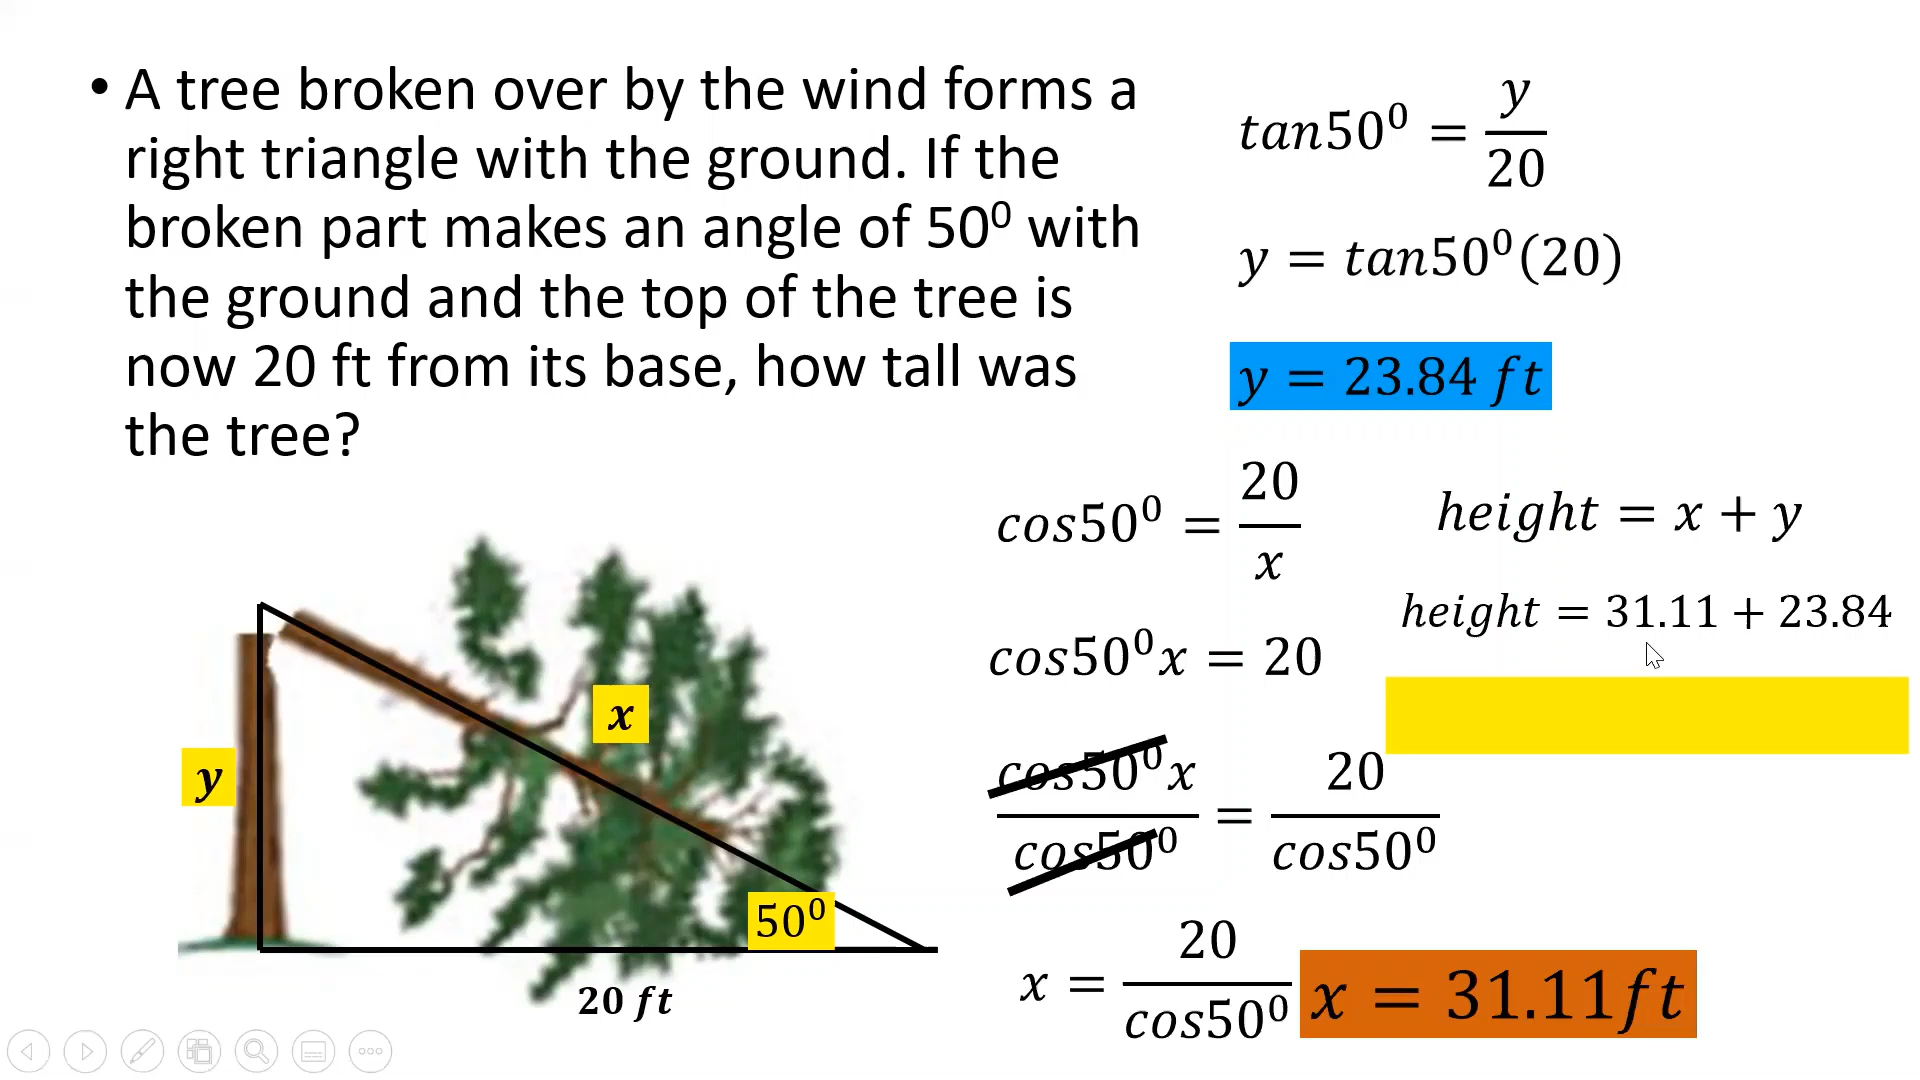 • A tree broken over by the wind forms a
right triangle with the ground. If the
broken part makes an angle of 50⁰ with
the ground and the top of the tree is
now 20 ft from its base, how tall was
the tree?
y
x
50⁰
20 ft
tan50⁰ = y/20
y = tan50⁰(20)
y = 23.84 ft
cos50⁰ = 20/x
cos50⁰x = 20
cos50⁰x/cos50⁰ = 20/cos50⁰
x = 20/cos50⁰
x = 31.11ft
height = x + y
height = 31.11 + 23.84